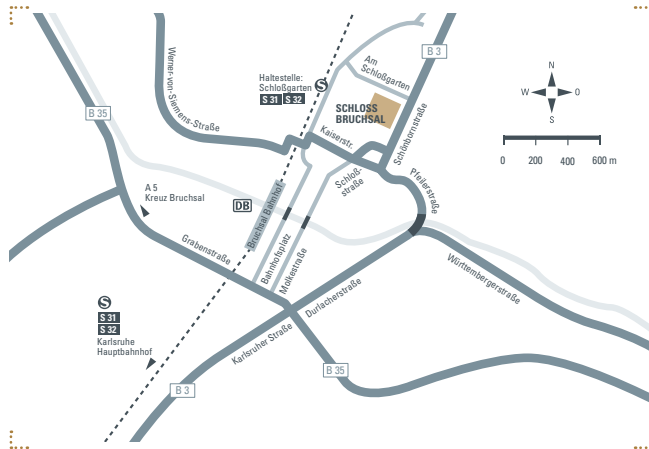 B 3
Am
Schloßgarten
Haltestelle:
Schloßgarten
S
S 31 S 32
SCHLOSS
BRUCHSAL
Werner-von-Siemens-Straße
B 35
Kaiserstr.
Schönbornstraße
N
W O
S
0 200 400 600 m
Schloß-
straße
Pfeilerstraße
A 5
Kreuz Bruchsal
DB
Bruchsal Bahnhof
Grabenstraße
Bahnhofsplatz
Molkestraße
Württembergerstraße
Durlacherstraße
Karlsruher Straße
S
S 31
S 32
Karlsruhe
Hauptbahnhof
B 35
B 3